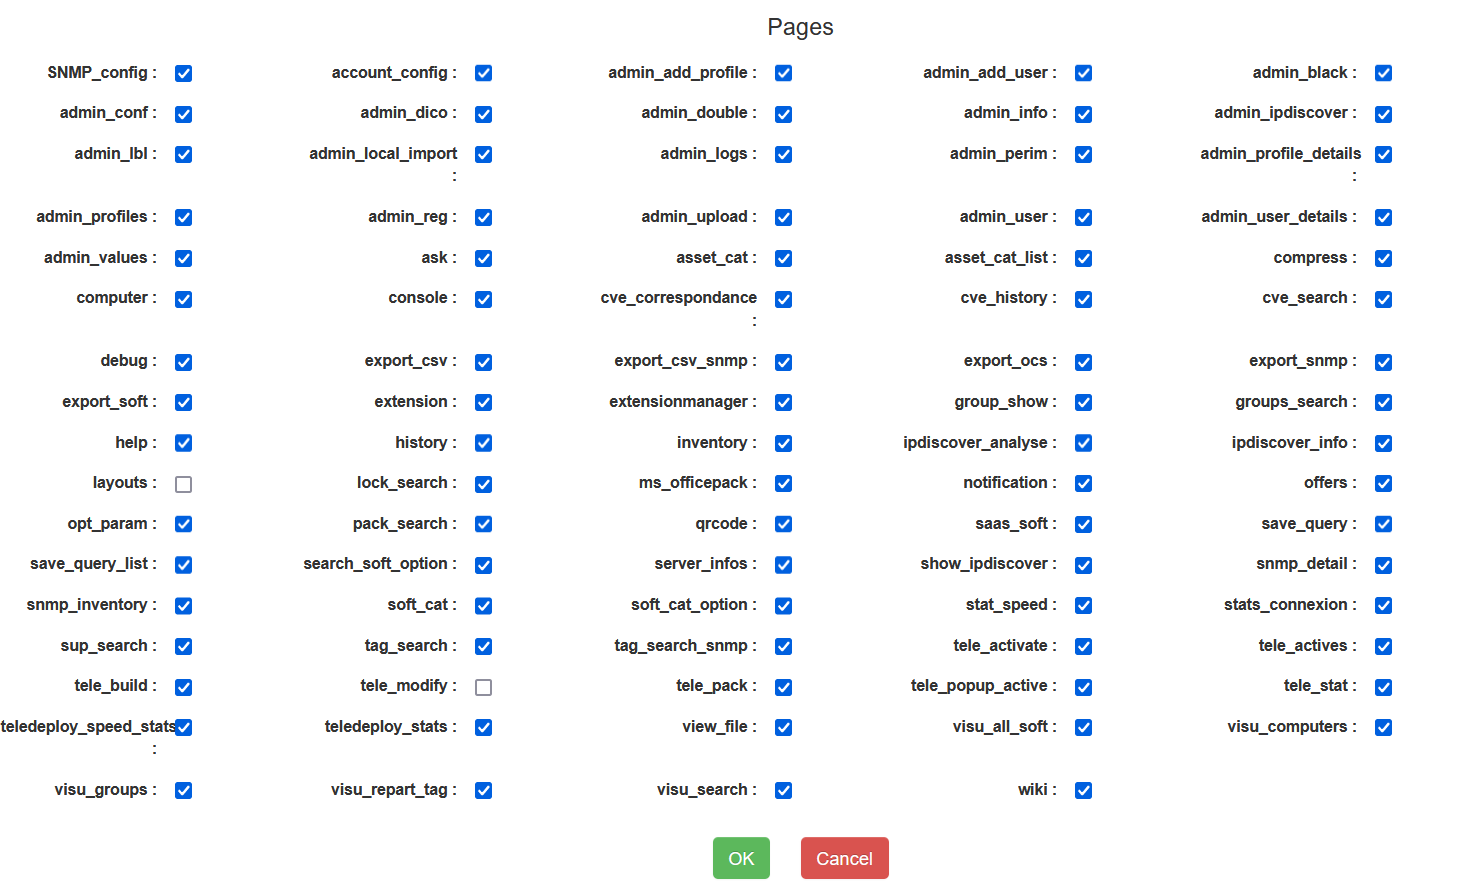 Pages
SNMP_config : account_config : admin_add_profile : admin_add_user : admin_black :
admin_conf : admin_dico : admin_double : admin_info : admin_ipdiscover :
admin_lbl : admin_local_import : admin_logs : admin_perim : admin_profile_details :
admin_profiles : admin_reg : admin_upload : admin_user : admin_user_details :
admin_values : ask : asset_cat : asset_cat_list : compress :
computer : console : cve_correspondance : cve_history : cve_search :
debug : export_csv : export_csv_snmp : export_ocs : export_snmp :
export_soft : extension : extensionmanager : group_show : groups_search :
help : history : inventory : ipdiscover_analyse : ipdiscover_info :
layouts : lock_search : ms_officepack : notification : offers :
opt_param : pack_search : qrcode : saas_soft : save_query :
save_query_list : search_soft_option : server_infos : show_ipdiscover : snmp_detail :
snmp_inventory : soft_cat : soft_cat_option : stat_speed : stats_connexion :
sup_search : tag_search : tag_search_snmp : tele_activate : tele_actives :
tele_build : tele_modify : tele_pack : tele_popup_active : tele_stat :
teledeploy_speed_stats : teledeploy_stats : view_file : visu_all_soft : visu_computers :
visu_groups : visu_repart_tag : visu_search : wiki :
OK Cancel